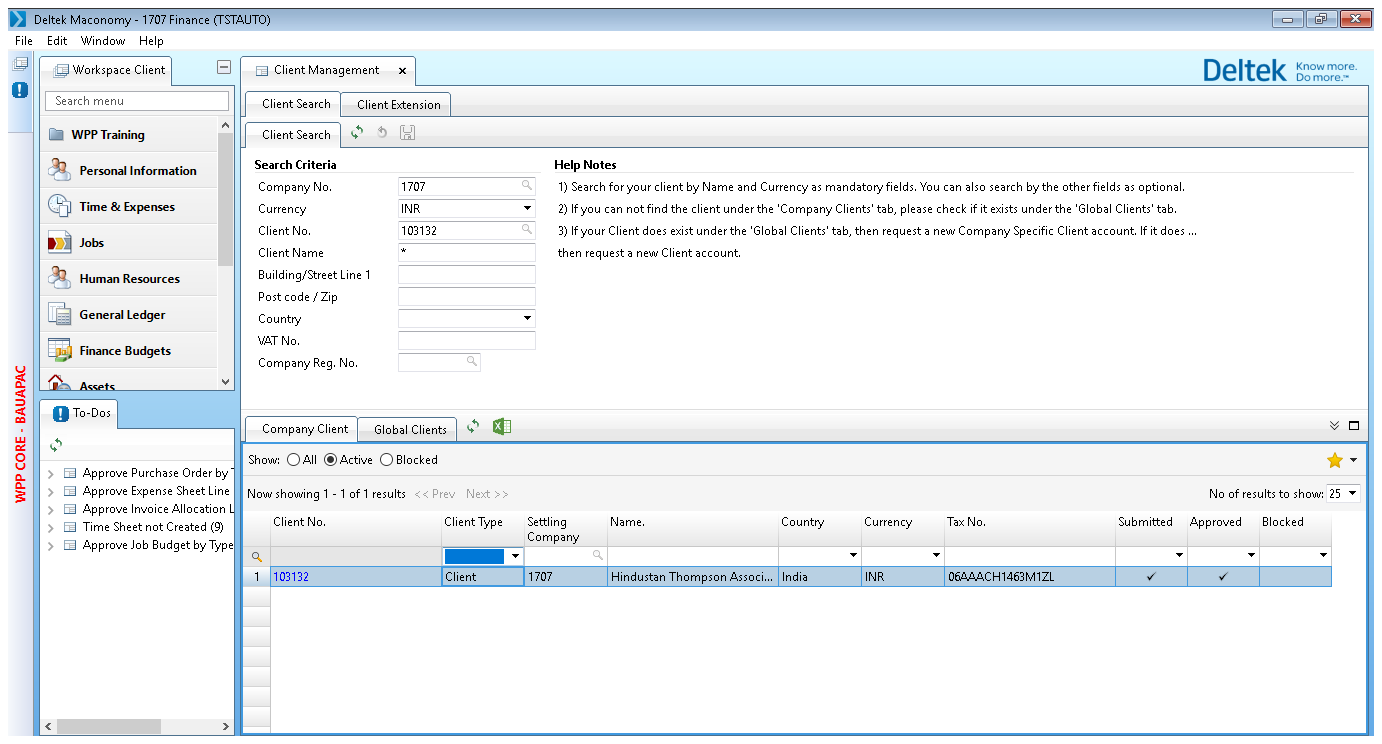 Deltek Maconomy - 1707 Finance (TSTAUTO)
File Edit Window Help
Workspace Client
Client Management
Deltek Know more.
Do more.™
Search menu
WPP Training
Personal Information
Time & Expenses
Jobs
Human Resources
General Ledger
Finance Budgets
Assets
WPP CORE - BAUAPAC
To-Dos
Approve Purchase Order by T
Approve Expense Sheet Line
Approve Invoice Allocation L
Time Sheet not Created (9)
Approve Job Budget by Type
Client Search Client Extension
Client Search
Search Criteria Help Notes
Company No. 1707 1) Search for your client by Name and Currency as mandatory fields. You can also search by the other fields as optional.
Currency INR 2) If you can not find the client under the 'Company Clients' tab, please check if it exists under the 'Global Clients' tab.
Client No. 103132 3) If your Client does exist under the 'Global Clients' tab, then request a new Company Specific Client account. If it does ...
Client Name * then request a new Client account.
Building/Street Line 1
Post code / Zip
Country
VAT No.
Company Reg. No.
Company Client Global Clients
Show: All Active Blocked
Now showing 1 - 1 of 1 results << Prev Next >> No of results to show: 25
Client No. Client Type Settling Company Name. Country Currency Tax No. Submitted Approved Blocked
1 103132 Client 1707 Hindustan Thompson Associ... India INR 06AAACH1463M1ZL ✓ ✓